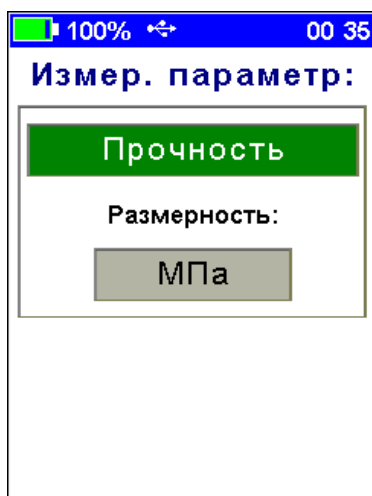 100% 00 35
Измер. параметр:
Прочность
Размерность:
МПа